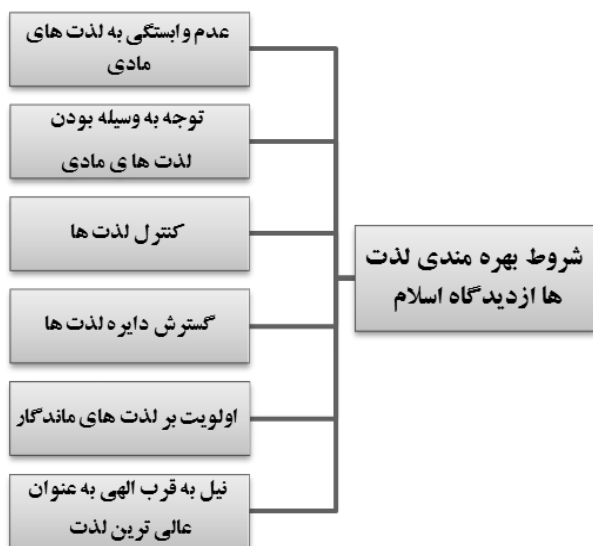 شروط بهره مندی لذت
ها ازدیدگاه اسلام
عدم وابستگی به لذت های
مادی
توجه به وسیله بودن
لذت ها ی مادی
کنترل لذت ها
گسترش دایره لذت ها
اولویت بر لذت های ماندگار
نیل به قرب الهی به عنوان
عالی ترین لذت